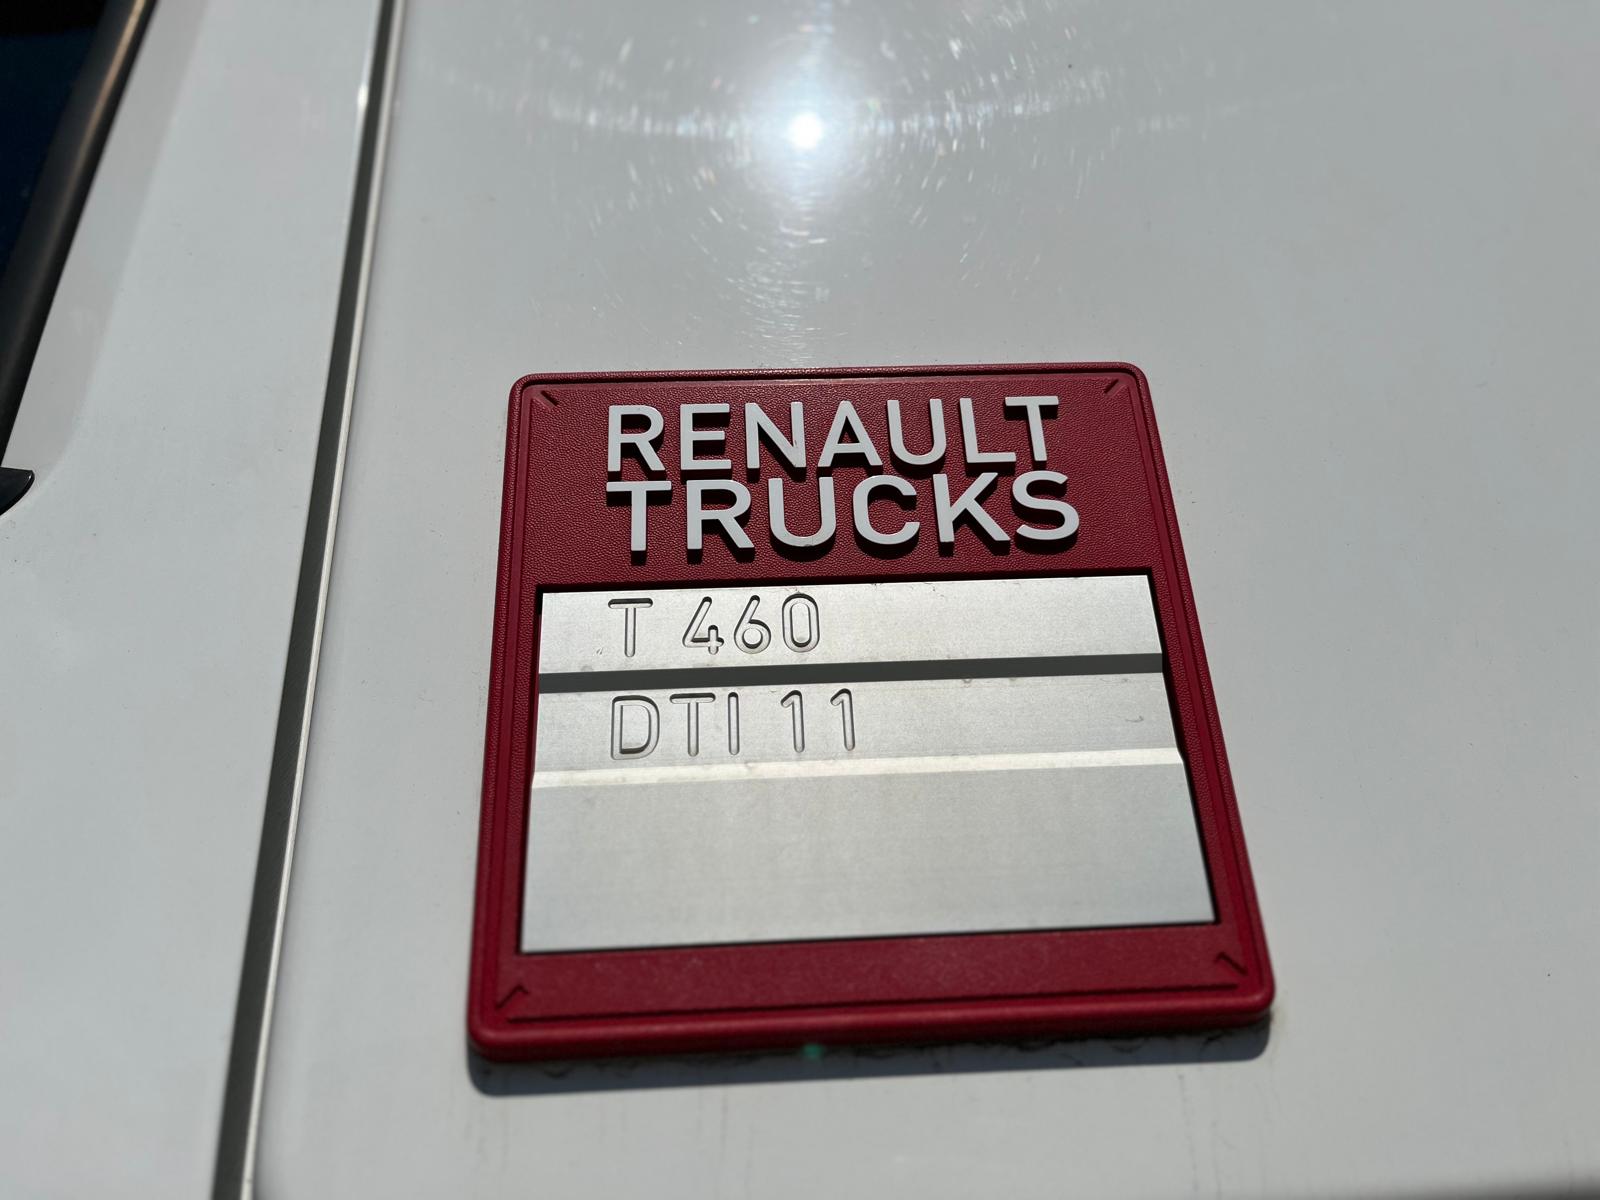 RENAULT
TRUCKS
T 460
DTI 11